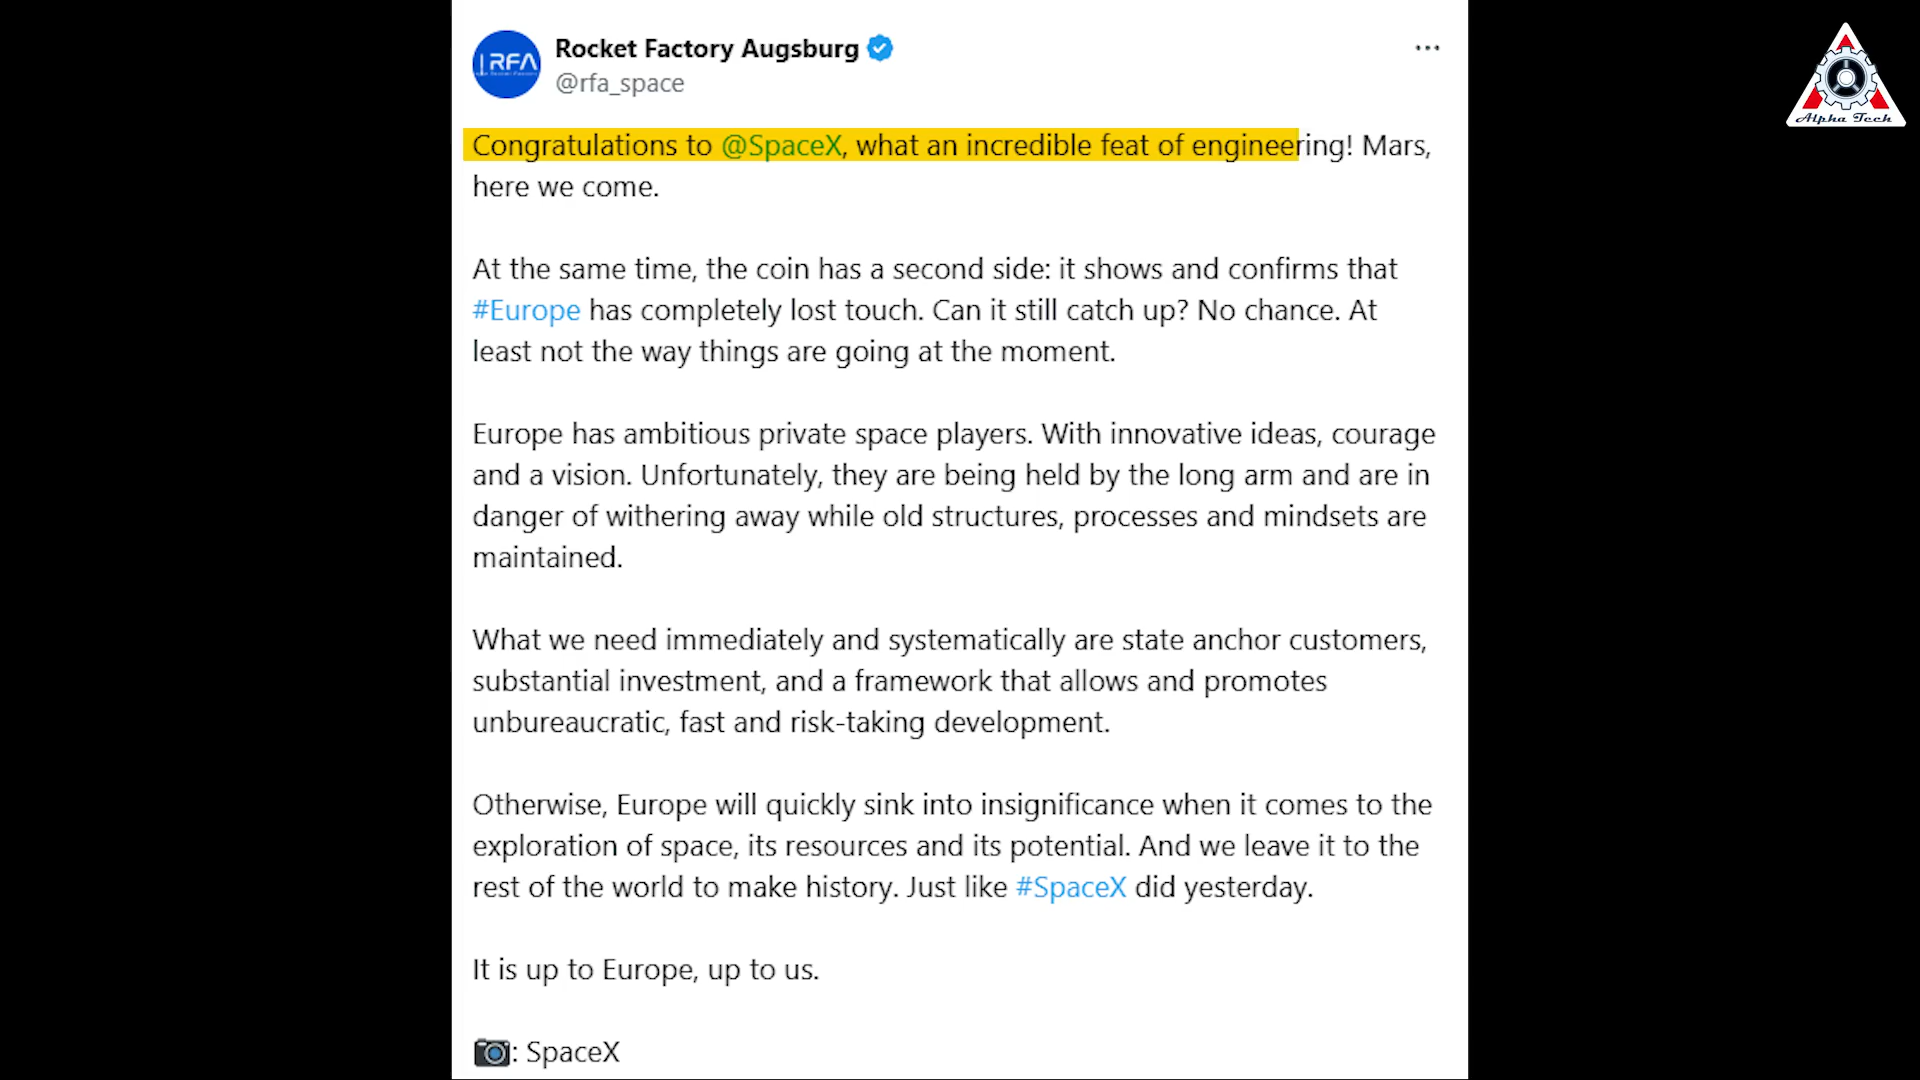 Rocket Factory Augsburg
@rfa_space
RFA
Alpha Tech
Congratulations to @SpaceX, what an incredible feat of engineering! Mars,
here we come.
At the same time, the coin has a second side: it shows and confirms that
#Europe has completely lost touch. Can it still catch up? No chance. At
least not the way things are going at the moment.
Europe has ambitious private space players. With innovative ideas, courage
and a vision. Unfortunately, they are being held by the long arm and are in
danger of withering away while old structures, processes and mindsets are
maintained.
What we need immediately and systematically are state anchor customers,
substantial investment, and a framework that allows and promotes
unbureaucratic, fast and risk-taking development.
Otherwise, Europe will quickly sink into insignificance when it comes to the
exploration of space, its resources and its potential. And we leave it to the
rest of the world to make history. Just like #SpaceX did yesterday.
It is up to Europe, up to us.
: SpaceX